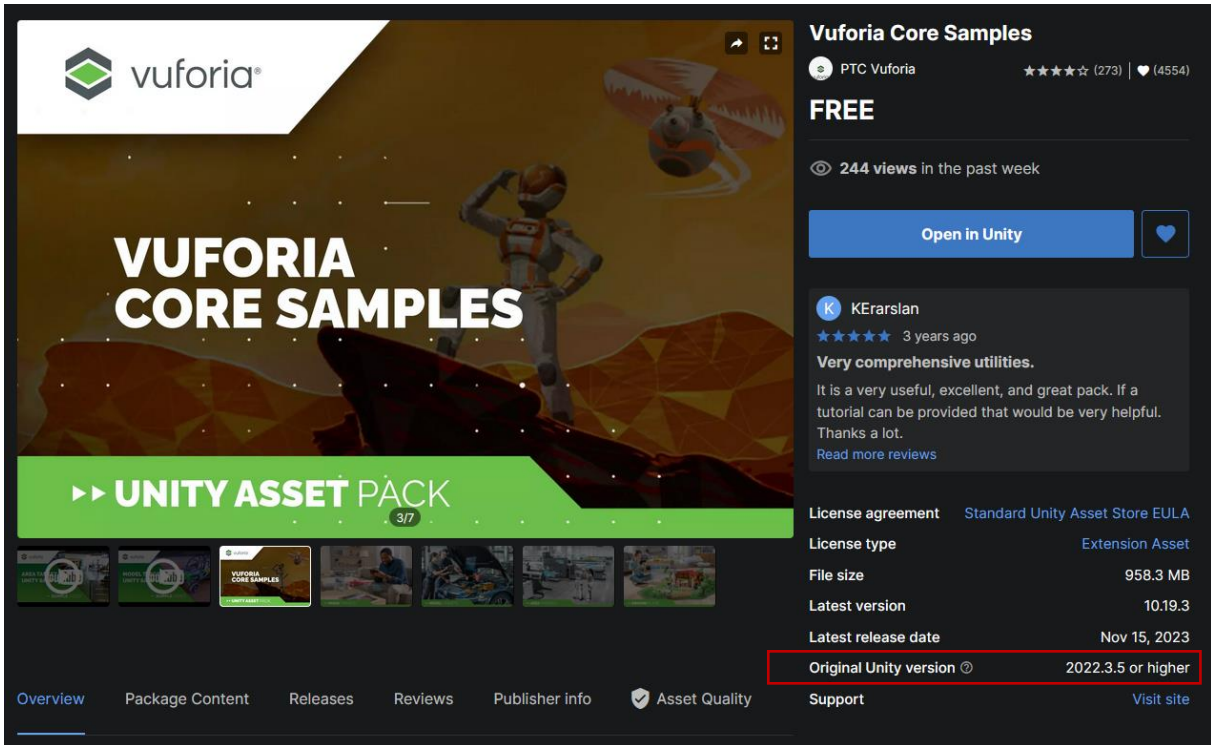 vuforia®
VUFORIA
CORE SAMPLES
UNITY ASSET PACK
3/7
VUFORIA
CORE SAMPLES
Overview Package Content Releases Reviews Publisher info Asset Quality
Vuforia Core Samples
PTC Vuforia (273) (4554)
FREE
244 views in the past week
Open in Unity
K KErarslan
3 years ago
Very comprehensive utilities.
It is a very useful, excellent, and great pack. If a
tutorial can be provided that would be very helpful.
Thanks a lot.
Read more reviews
License agreement Standard Unity Asset Store EULA
License type Extension Asset
File size 958.3 MB
Latest version 10.19.3
Latest release date Nov 15, 2023
Original Unity version 2022.3.5 or higher
Support Visit site